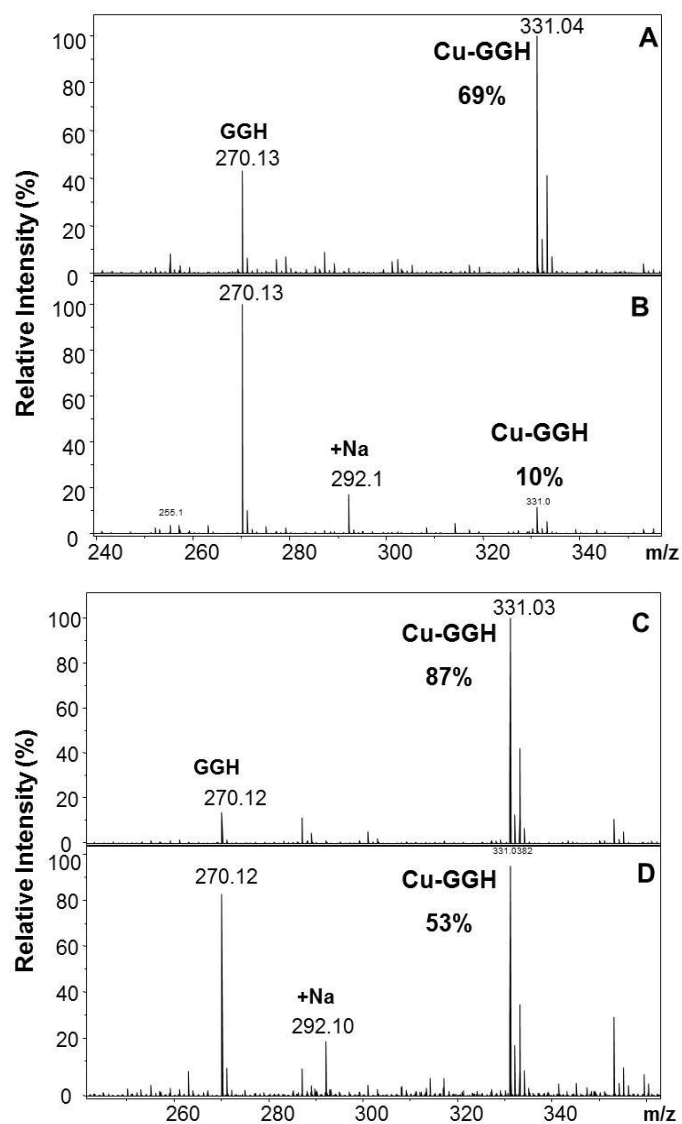 Relative Intensity (%)
100
80
60
40
20
0
A
331.04
Cu-GGH
69%
GGH
270.13
100
80
60
40
20
0
B
270.13
+Na
292.1
Cu-GGH
10%
331.0
255.1
240 260 280 300 320 340 m/z
Relative Intensity (%)
100
80
60
40
20
0
C
331.03
Cu-GGH
87%
GGH
270.12
100
80
60
40
20
0
D
331.0382
270.12
Cu-GGH
53%
+Na
292.10
260 280 300 320 340 m/z